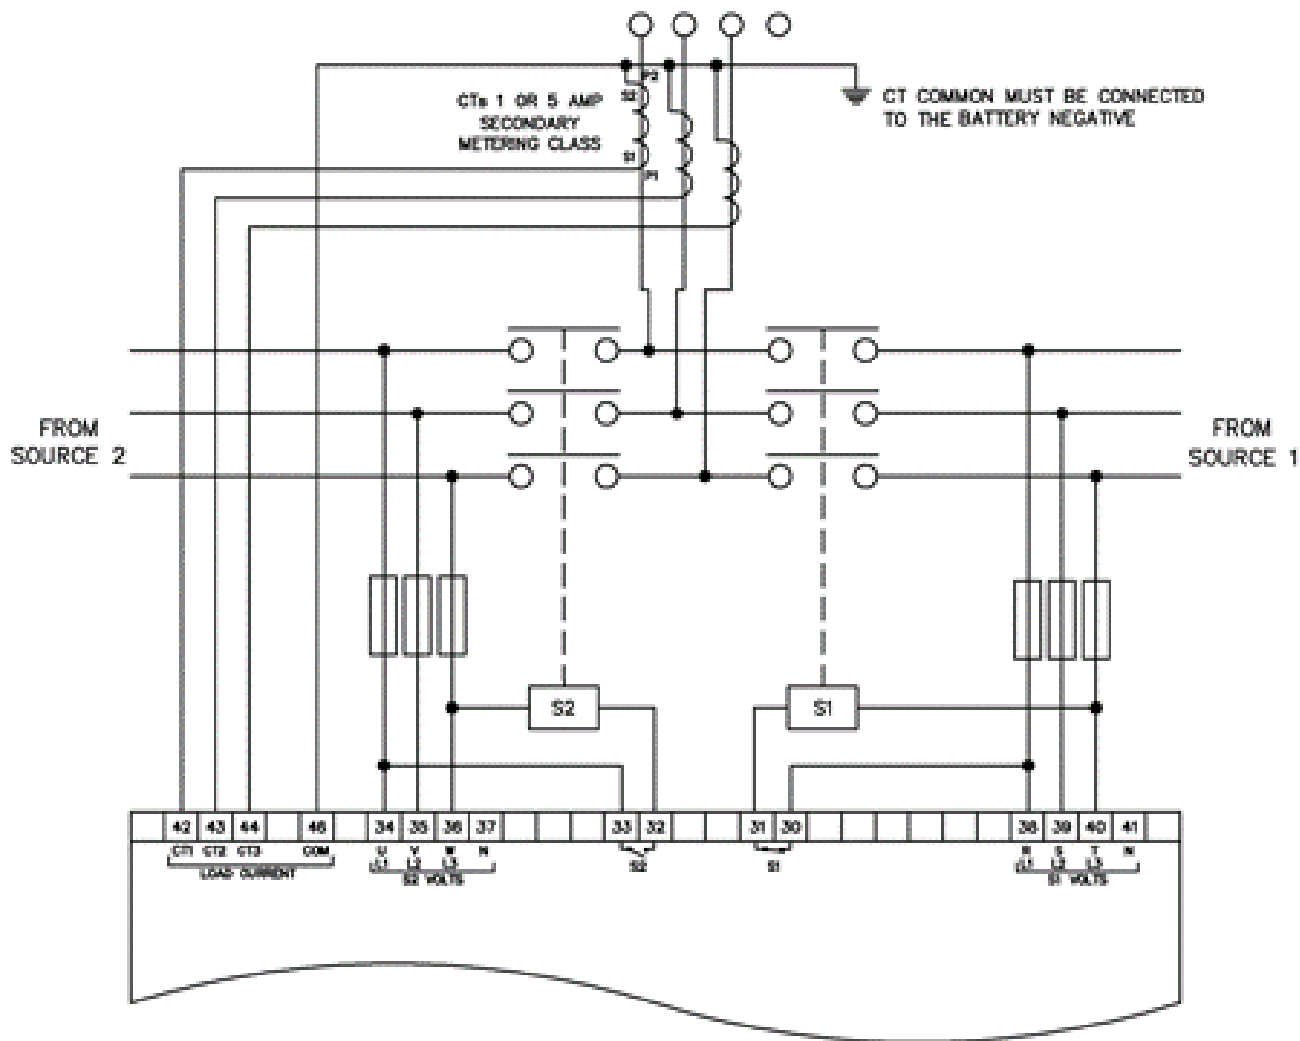 P2
CTs 1 OR 5 AMP
SECONDARY
METERING CLASS
S2
S1
P1
CT COMMON MUST BE CONNECTED
TO THE BATTERY NEGATIVE
FROM
SOURCE 2
FROM
SOURCE 1
S2
S1
42 43 44 46 34 35 36 37 33 32 31 30 38 39 40 41
CT1 CT2 CT3 COM U V W N R S T N
L1 L2 L3 L1 L2 L3
LOAD CURRENT
S2 VOLTS
S2
S1
S1 VOLTS